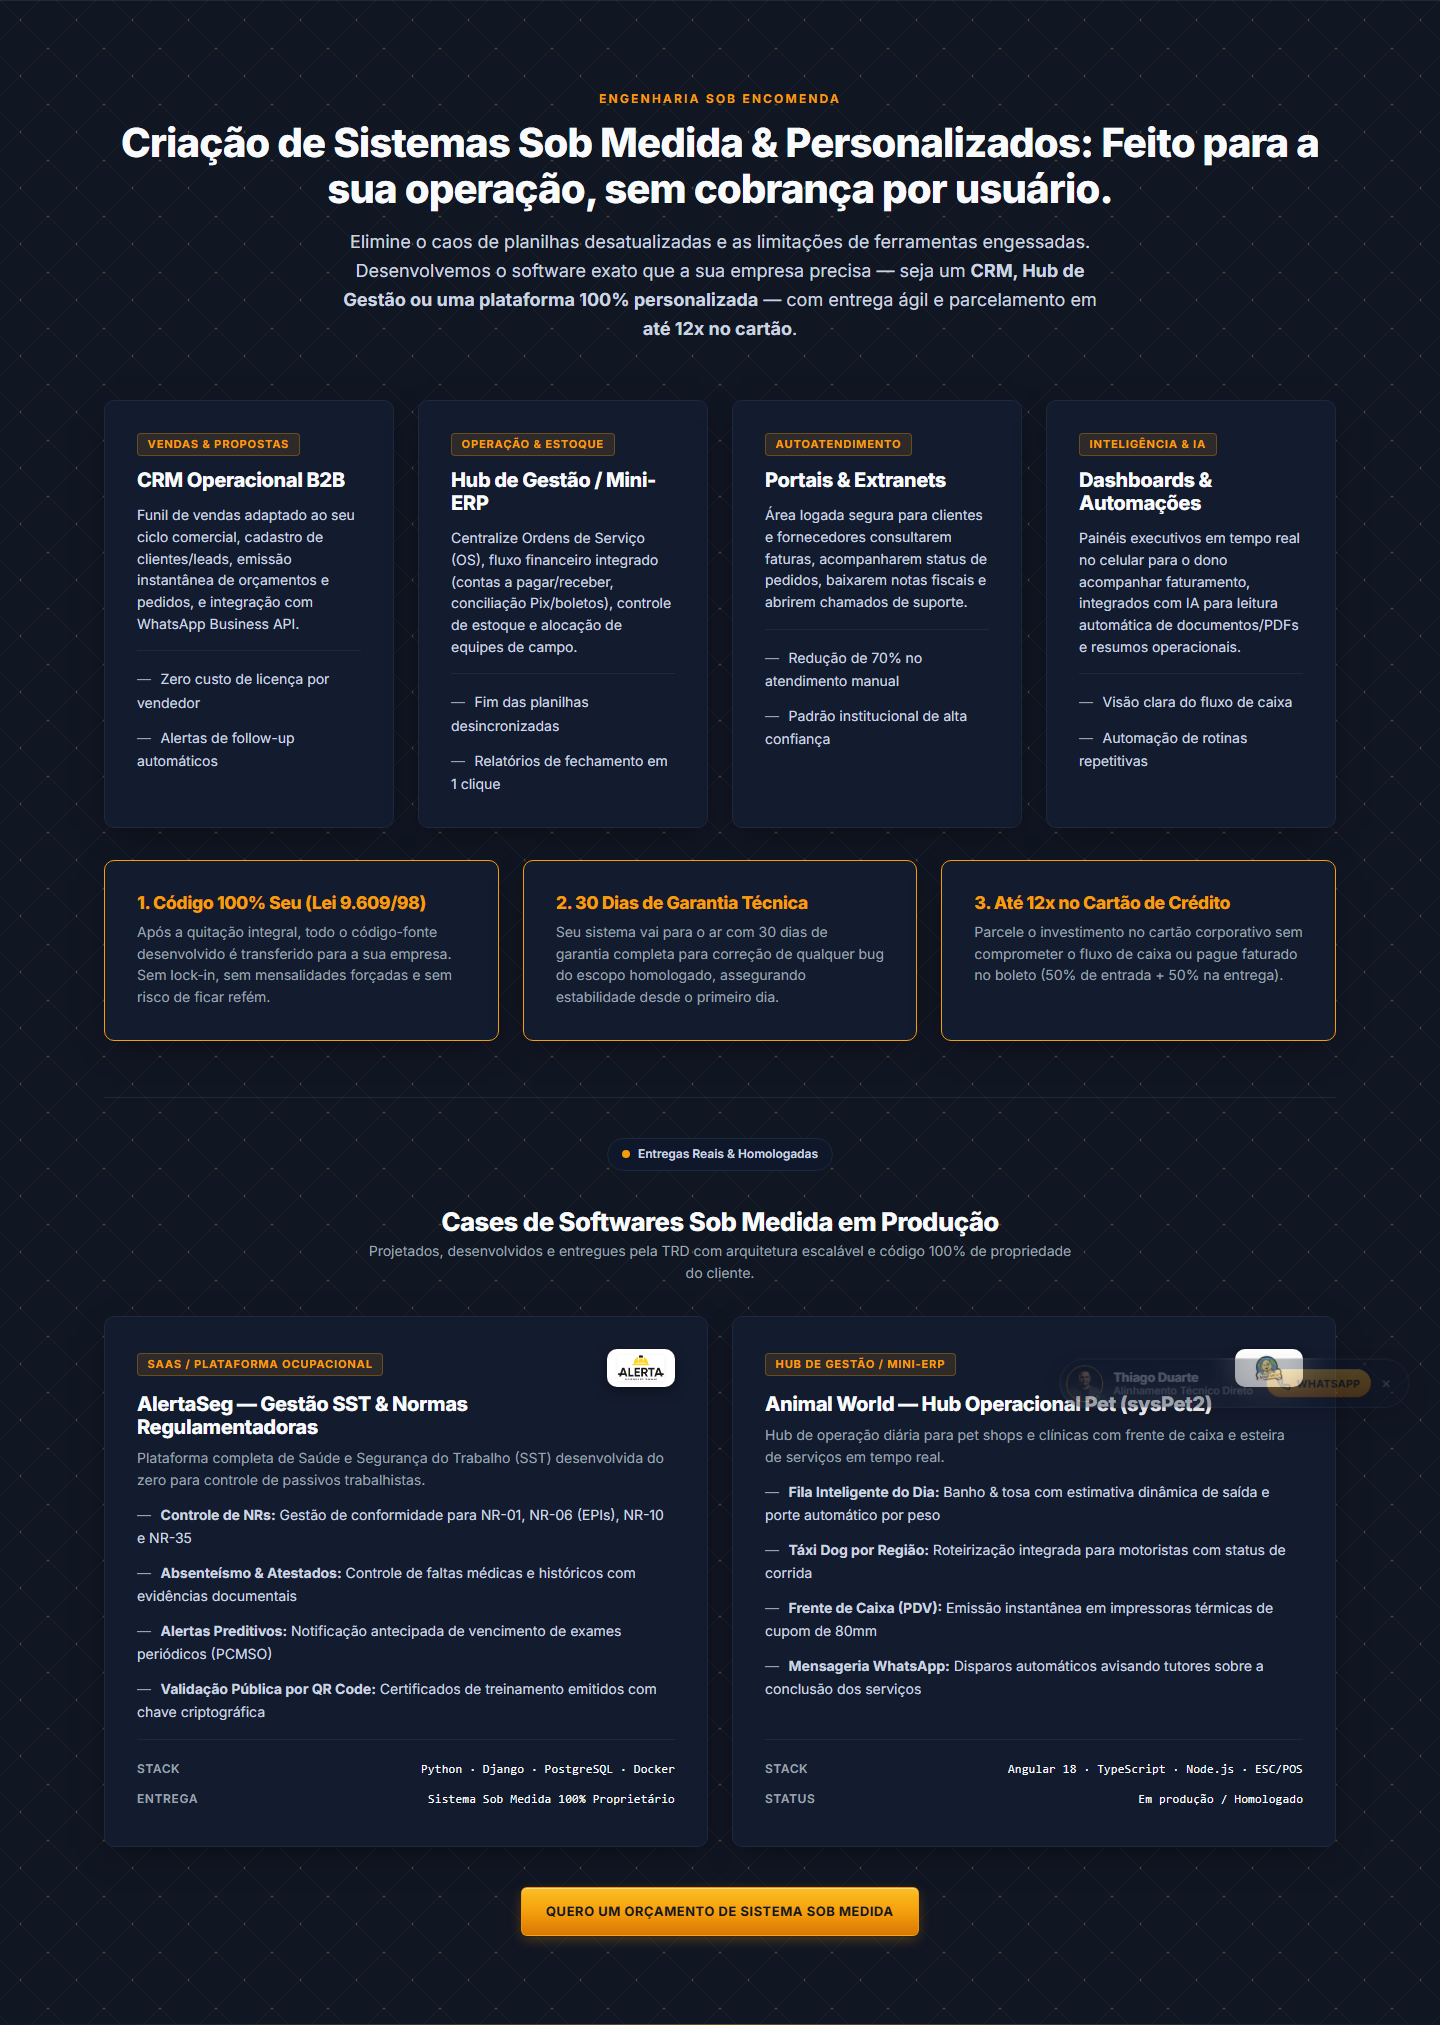 ENGENHARIA SOB ENCOMENDA
Criação de Sistemas Sob Medida & Personalizados: Feito para a
sua operação, sem cobrança por usuário.
Elimine o caos de planilhas desatualizadas e as limitações de ferramentas engessadas.
Desenvolvemos o software exato que a sua empresa precisa — seja um CRM, Hub de
Gestão ou uma plataforma 100% personalizada — com entrega ágil e parcelamento em
até 12x no cartão.
VENDAS & PROPOSTAS
CRM Operacional B2B
Funil de vendas adaptado ao seu
ciclo comercial, cadastro de
clientes/leads, emissão
instantânea de orçamentos e
pedidos, e integração com
WhatsApp Business API.
— Zero custo de licença por
vendedor
— Alertas de follow-up
automáticos
OPERAÇÃO & ESTOQUE
Hub de Gestão / Mini-
ERP
Centralize Ordens de Serviço
(OS), fluxo financeiro integrado
(contas a pagar/receber,
conciliação Pix/boletos), controle
de estoque e alocação de
equipes de campo.
— Fim das planilhas
desincronizadas
— Relatórios de fechamento em
1 clique
AUTOATENDIMENTO
Portais & Extranets
Área logada segura para clientes
e fornecedores consultarem
faturas, acompanharem status de
pedidos, baixarem notas fiscais e
abrirem chamados de suporte.
— Redução de 70% no
atendimento manual
— Padrão institucional de alta
confiança
INTELIGÊNCIA & IA
Dashboards &
Automações
Painéis executivos em tempo real
no celular para o dono
acompanhar faturamento,
integrados com IA para leitura
automática de documentos/PDFs
e resumos operacionais.
— Visão clara do fluxo de caixa
— Automação de rotinas
repetitivas
1. Código 100% Seu (Lei 9.609/98)
Após a quitação integral, todo o código-fonte
desenvolvido é transferido para a sua empresa.
Sem lock-in, sem mensalidades forçadas e sem
risco de ficar refém.
2. 30 Dias de Garantia Técnica
Seu sistema vai para o ar com 30 dias de
garantia completa para correção de qualquer bug
do escopo homologado, assegurando
estabilidade desde o primeiro dia.
3. Até 12x no Cartão de Crédito
Parcele o investimento no cartão corporativo sem
comprometer o fluxo de caixa ou pague faturado
no boleto (50% de entrada + 50% na entrega).
Entregas Reais & Homologadas
Cases de Softwares Sob Medida em Produção
Projetados, desenvolvidos e entregues pela TRD com arquitetura escalável e código 100% de propriedade
do cliente.
SAAS / PLATAFORMA OCUPACIONAL
ALERTA
AlertaSeg — Gestão SST & Normas
Regulamentadoras
Plataforma completa de Saúde e Segurança do Trabalho (SST) desenvolvida do
zero para controle de passivos trabalhistas.
— Controle de NRs: Gestão de conformidade para NR-01, NR-06 (EPIs), NR-10
e NR-35
— Absenteísmo & Atestados: Controle de faltas médicas e históricos com
evidências documentais
— Alertas Preditivos: Notificação antecipada de vencimento de exames
periódicos (PCMSO)
— Validação Pública por QR Code: Certificados de treinamento emitidos com
chave criptográfica
STACK Python · Django · PostgreSQL · Docker
ENTREGA Sistema Sob Medida 100% Proprietário
HUB DE GESTÃO / MINI-ERP
Thiago Duarte
Alinhamento Técnico Direto
WHATSAPP ×
Animal World — Hub Operacional Pet (sysPet2)
Hub de operação diária para pet shops e clínicas com frente de caixa e esteira
de serviços em tempo real.
— Fila Inteligente do Dia: Banho & tosa com estimativa dinâmica de saída e
porte automático por peso
— Táxi Dog por Região: Roteirização integrada para motoristas com status de
corrida
— Frente de Caixa (PDV): Emissão instantânea em impressoras térmicas de
cupom de 80mm
— Mensageria WhatsApp: Disparos automáticos avisando tutores sobre a
conclusão dos serviços
STACK Angular 18 · TypeScript · Node.js · ESC/POS
STATUS Em produção / Homologado
QUERO UM ORÇAMENTO DE SISTEMA SOB MEDIDA